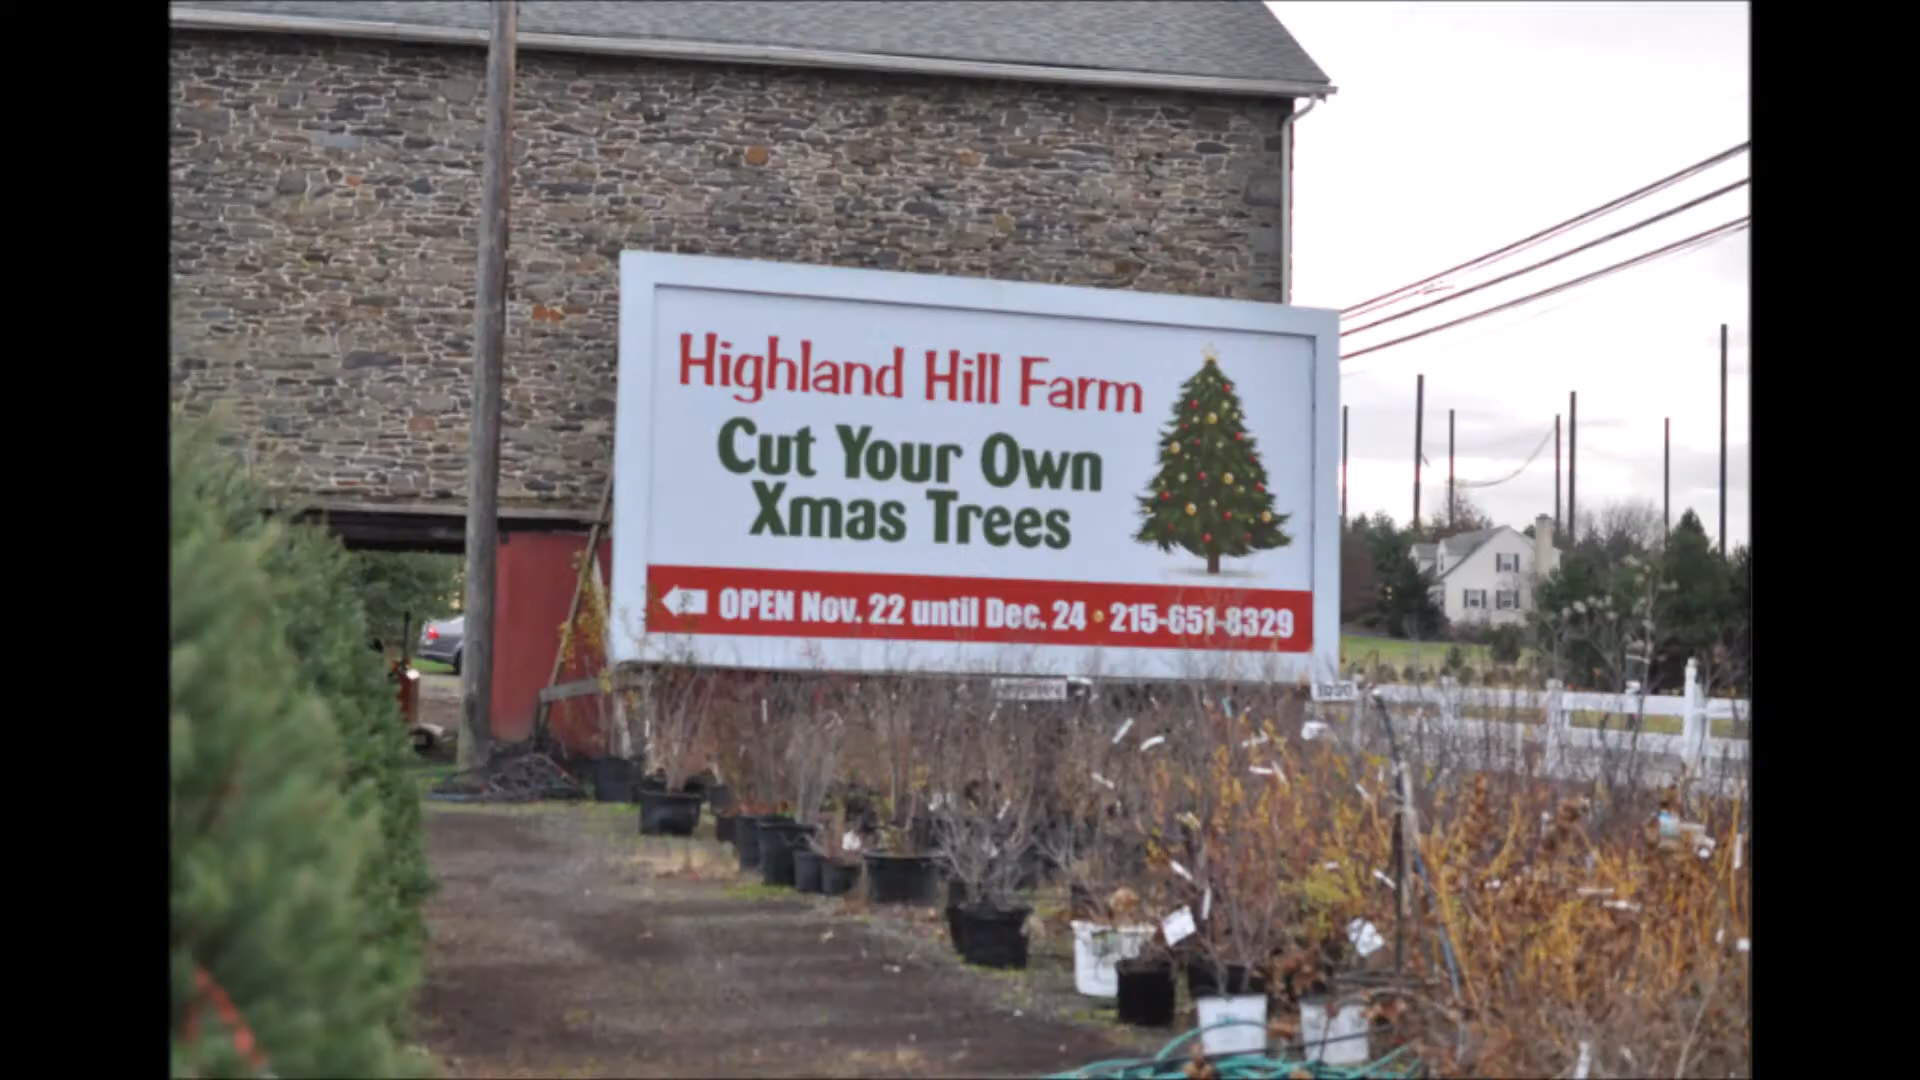 Highland Hill Farm
Cut Your Own
Xmas Trees
OPEN Nov. 22 until Dec. 24 • 215-651-8329